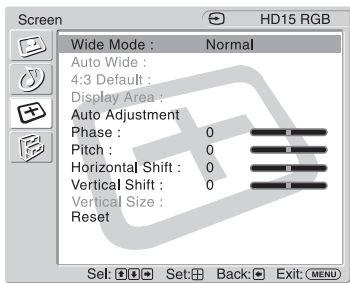 Screen HD15 RGB
Wide Mode : Normal
Auto Wide :
4:3 Default :
Display Area :
Auto Adjustment
Phase : 0
Pitch : 0
Horizontal Shift : 0
Vertical Shift : 0
Vertical Size :
Reset
Sel: Set: Back: Exit: MENU